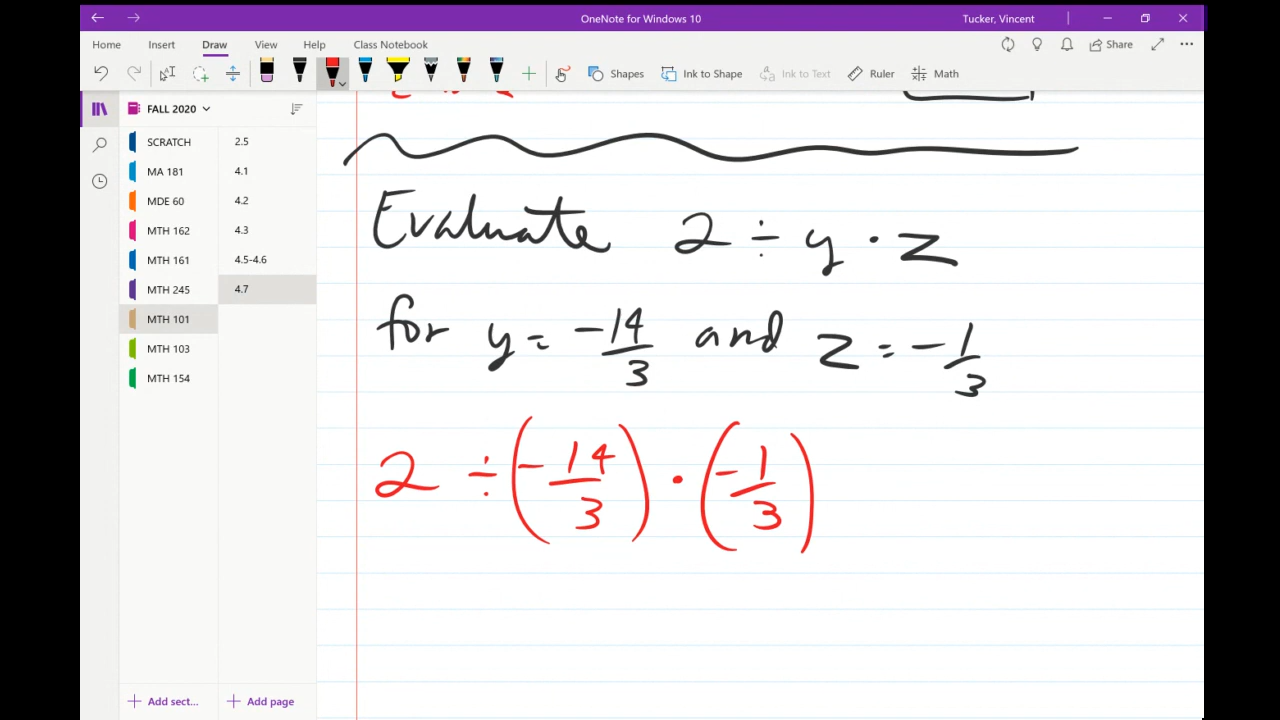 OneNote for Windows 10
Tucker, Vincent
Home Insert Draw View Help Class Notebook
Share
Shapes Ink to Shape Ink to Text Ruler Math
FALL 2020
SCRATCH 2.5
MA 181 4.1
MDE 60 4.2
MTH 162 4.3
MTH 161 4.5-4.6
MTH 245 4.7
MTH 101
MTH 103
MTH 154
Add sect... Add page
Evaluate 2 ÷ y · z
for y = -14/3 and z = -1/3
2 ÷ (-14/3) · (-1/3)